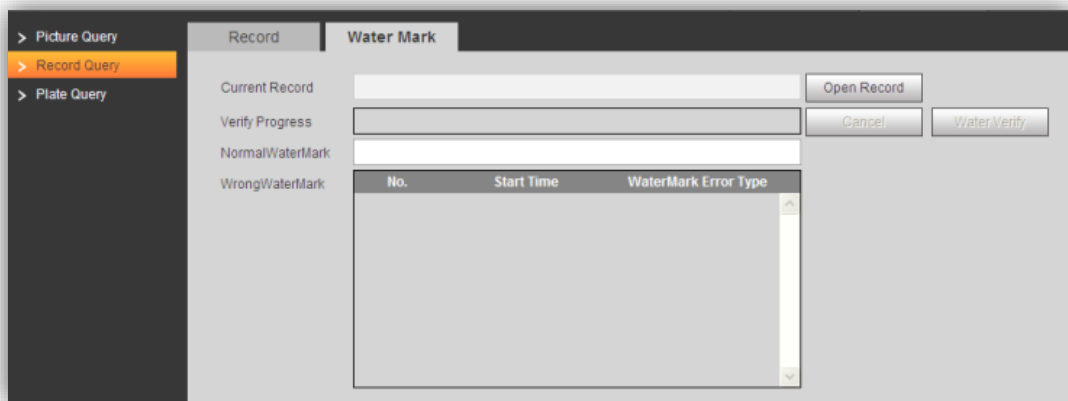 > Picture Query
> Record Query
> Plate Query
Record
Water Mark
Current Record
Open Record
Verify Progress
Cancel
Water Verify
NormalWaterMark
WrongWaterMark
No.
Start Time
WaterMark Error Type